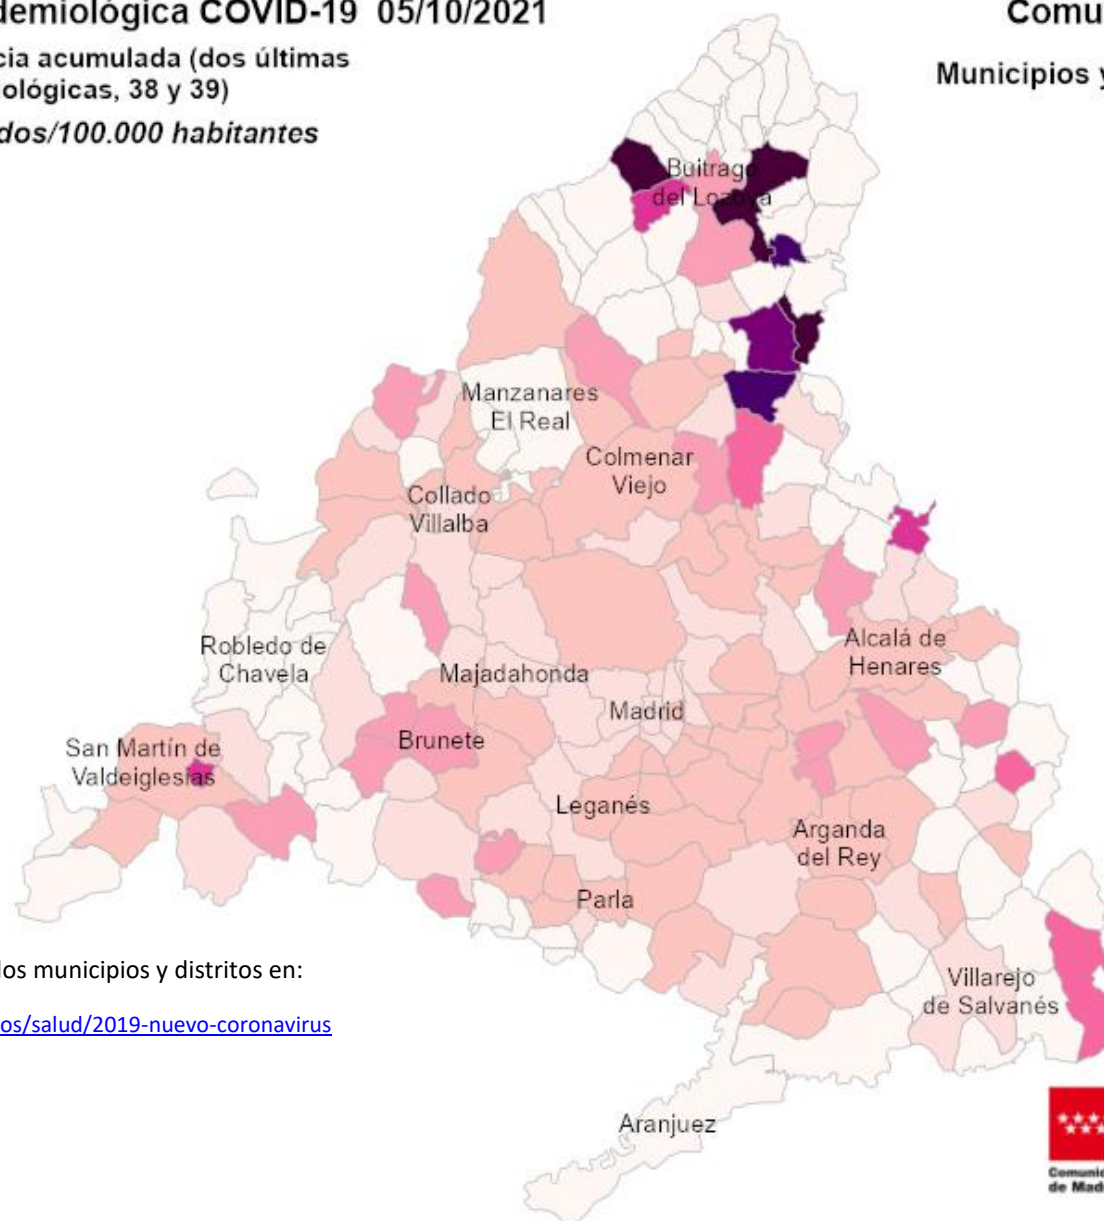 demiológica COVID-19 05/10/2021
Comu
cia acumulada (dos últimas
ológicas, 38 y 39)
Municipios y
dos/100.000 habitantes
Buitrago
del Lozoya
Manzanares
El Real
Colmenar
Viejo
Collado
Villalba
Robledo de
Chavela
Alcalá de
Henares
Majadahonda
Madrid
Brunete
San Martín de
Valdeiglesias
Leganés
Arganda
del Rey
Parla
los municipios y distritos en:
Villarejo
de Salvanés
os/salud/2019-nuevo-coronavirus
Aranjuez
Comunid
de Mad